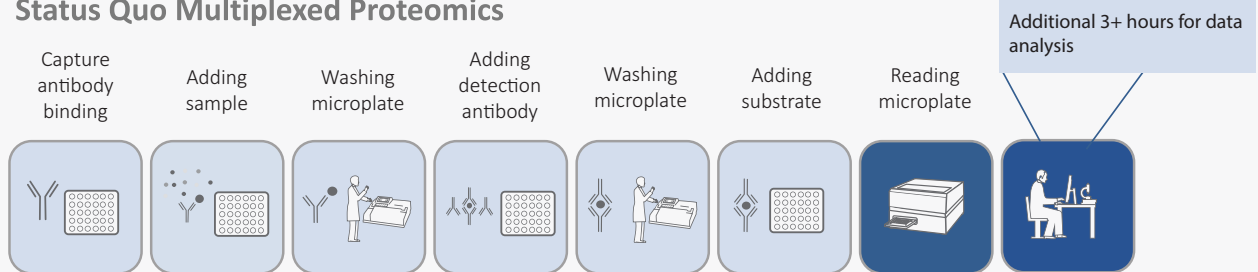 Status Quo Multiplexed Proteomics
Additional 3+ hours for data
analysis
Capture
antibody
binding
Adding
sample
Washing
microplate
Adding
detection
antibody
Washing
microplate
Adding
substrate
Reading
microplate